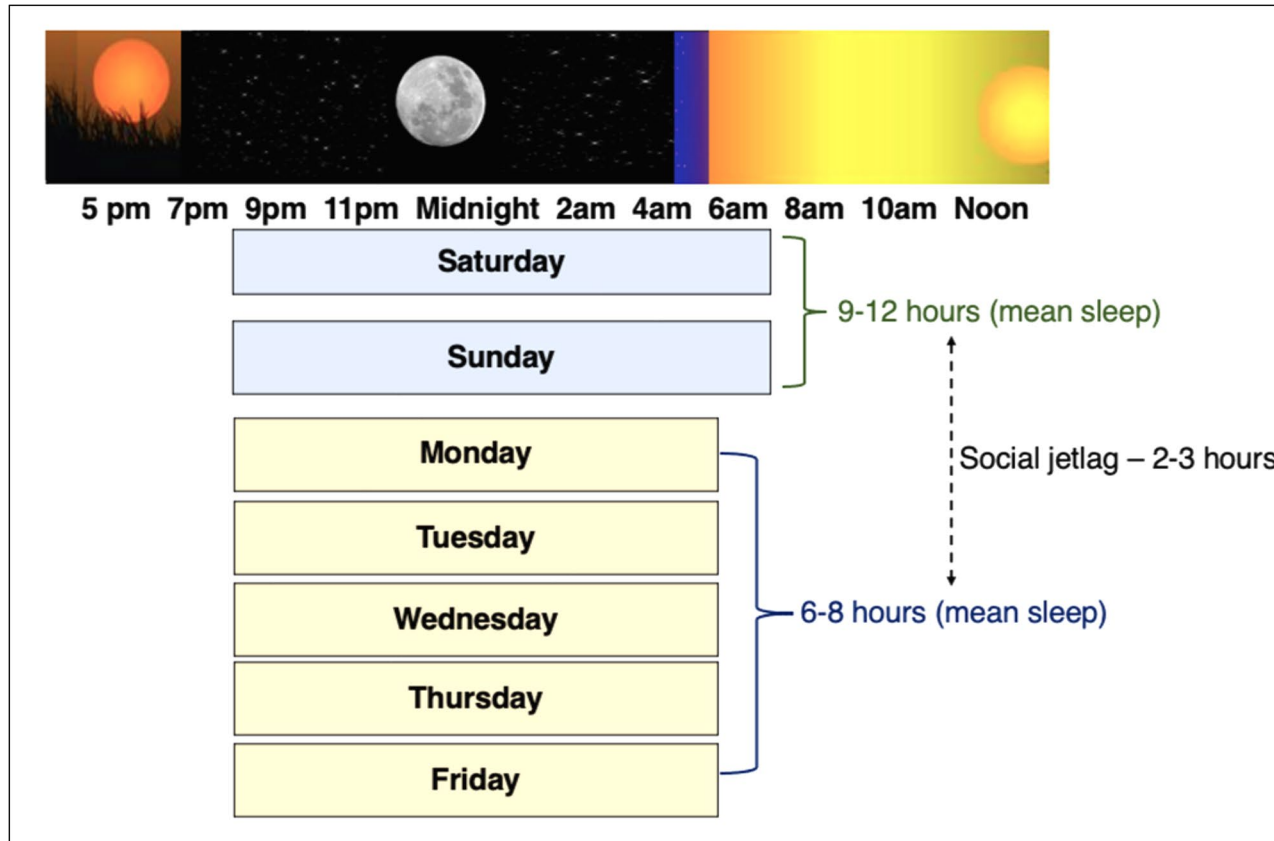 5 pm 7pm 9pm 11pm Midnight 2am 4am 6am 8am 10am Noon
Saturday
9-12 hours (mean sleep)
Sunday
Monday
Social jetlag – 2-3 hours
Tuesday
Wednesday
6-8 hours (mean sleep)
Thursday
Friday